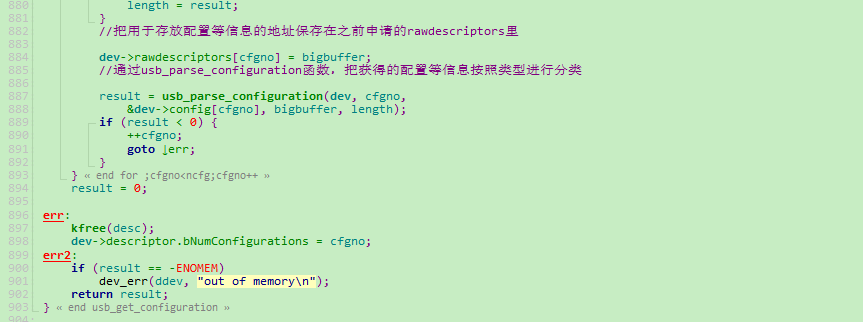 880 length = result;
881 }
882 //把用于存放配置等信息的地址保存在之前申请的rawdescriptors里
883
884 dev->rawdescriptors[cfgno] = bigbuffer;
885 //通过usb_parse_configuration函数，把获得的配置等信息按照类型进行分类
886
887 result = usb_parse_configuration(dev, cfgno,
888 &dev->config[cfgno], bigbuffer, length);
889 if (result < 0) {
890 ++cfgno;
891 goto ↓err;
892 }
893 } « end for ;cfgno<ncfg;cfgno++ »
894 result = 0;
895
896 err:
897 kfree(desc);
898 dev->descriptor.bNumConfigurations = cfgno;
899 err2:
900 if (result == -ENOMEM)
901 dev_err(ddev, "out of memory\n");
902 return result;
903 } « end usb_get_configuration »
904